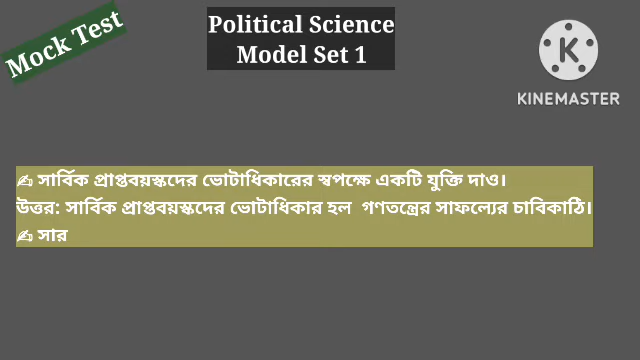 Mock Test
Political Science
Model Set 1
KINEMASTER
✍ সার্বিক প্রাপ্তবয়স্কদের ভোটাধিকারের স্বপক্ষে একটি যুক্তি দাও।
উত্তর: সার্বিক প্রাপ্তবয়স্কদের ভোটাধিকার হল গণতন্ত্রের সাফল্যের চাবিকাঠি।
✍ সার